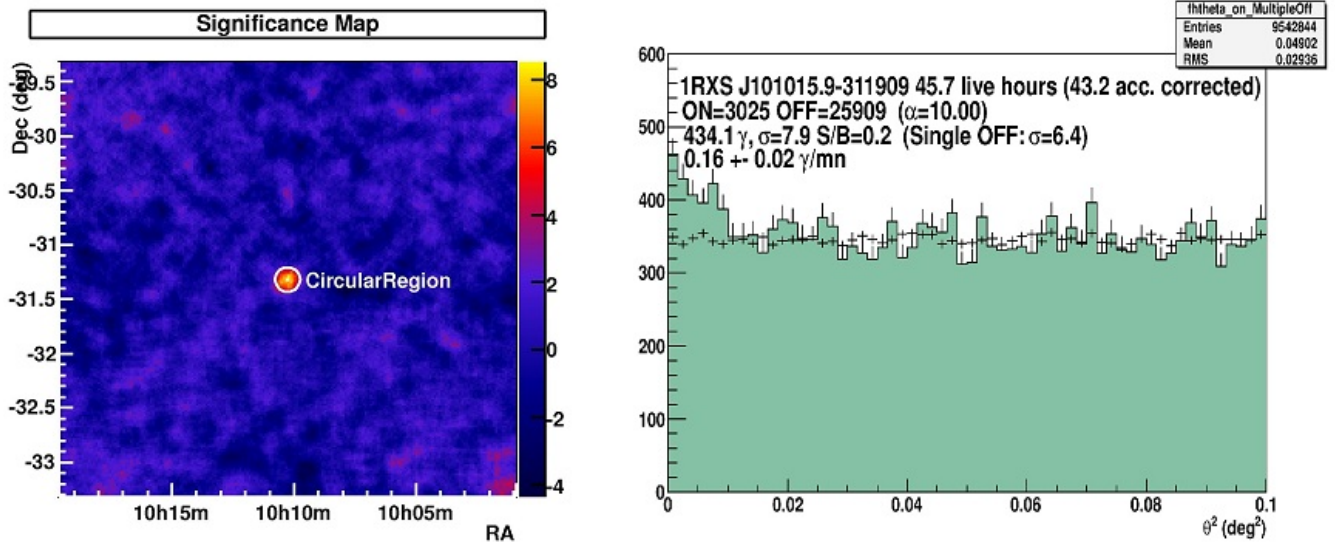 Significance Map
Dec (deg)
-29.5
-30
-30.5
-31
-31.5
-32
-32.5
-33
CircularRegion
10h15m
10h10m
10h05m
RA
8
6
4
2
0
-2
-4
fhtheta_on_MultipleOff
Entries 9542844
Mean 0.04902
RMS 0.02936
1RXS J101015.9-311909 45.7 live hours (43.2 acc. corrected)
ON=3025 OFF=25909 (α=10.00)
434.1 γ, σ=7.9 S/B=0.2 (Single OFF: σ=6.4)
0.16 +- 0.02 γ/mn
600
500
400
300
200
100
0
0
0.02
0.04
0.06
0.08
0.1
θ² (deg²)